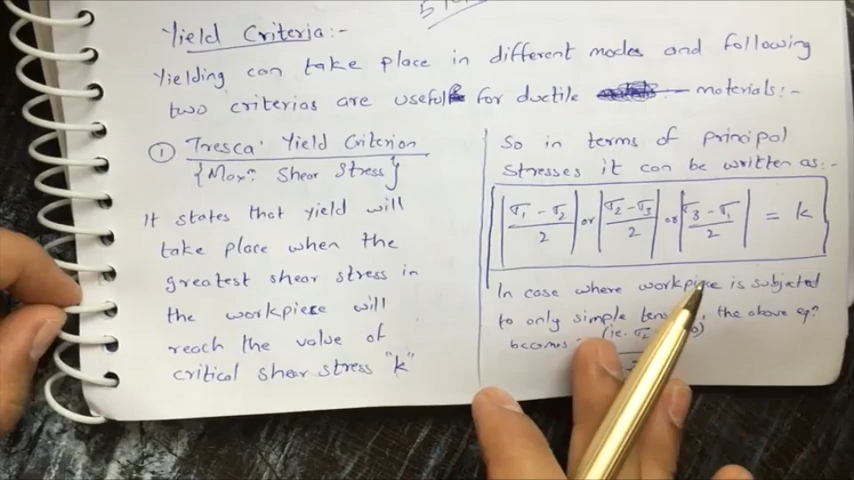 Yield Criteria:-
Yielding can take place in different modes and following
two criterias are useful for ductile materials:-
① Tresca' Yield Criterion
{Max^m Shear Stress}
It states that yield will
take place when the
greatest shear stress in
the workpiece will
reach the value of
critical shear stress "k"
So in terms of principal
stresses it can be written as:-
|σ₁ - σ₂ / 2| or |σ₂ - σ₃ / 2| or |σ₃ - σ₁ / 2| = k
In case where workpiece is subjected
to only simple the above eqⁿ
becomes (ie. σ₂